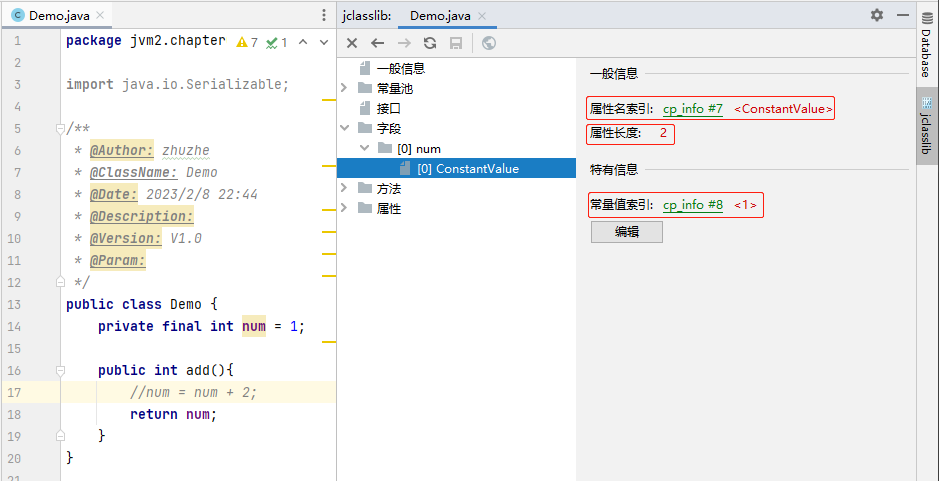 Demo.java
jclasslib:
Demo.java
1 package jvm2.chapter 7 1
2
3 import java.io.Serializable;
4
5 /**
6 * @Author: zhuzhe
7 * @ClassName: Demo
8 * @Date: 2023/2/8 22:44
9 * @Description:
10 * @Version: V1.0
11 * @Param:
12 */
13 public class Demo {
14 private final int num = 1;
15
16 public int add(){
17 //num = num + 2;
18 return num;
19 }
20 }
21
一般信息
常量池
接口
字段
[0] num
[0] ConstantValue
方法
属性
一般信息
属性名索引: cp_info #7 <ConstantValue>
属性长度: 2
特有信息
常量值索引: cp_info #8 <1>
编辑
Database
jclasslib